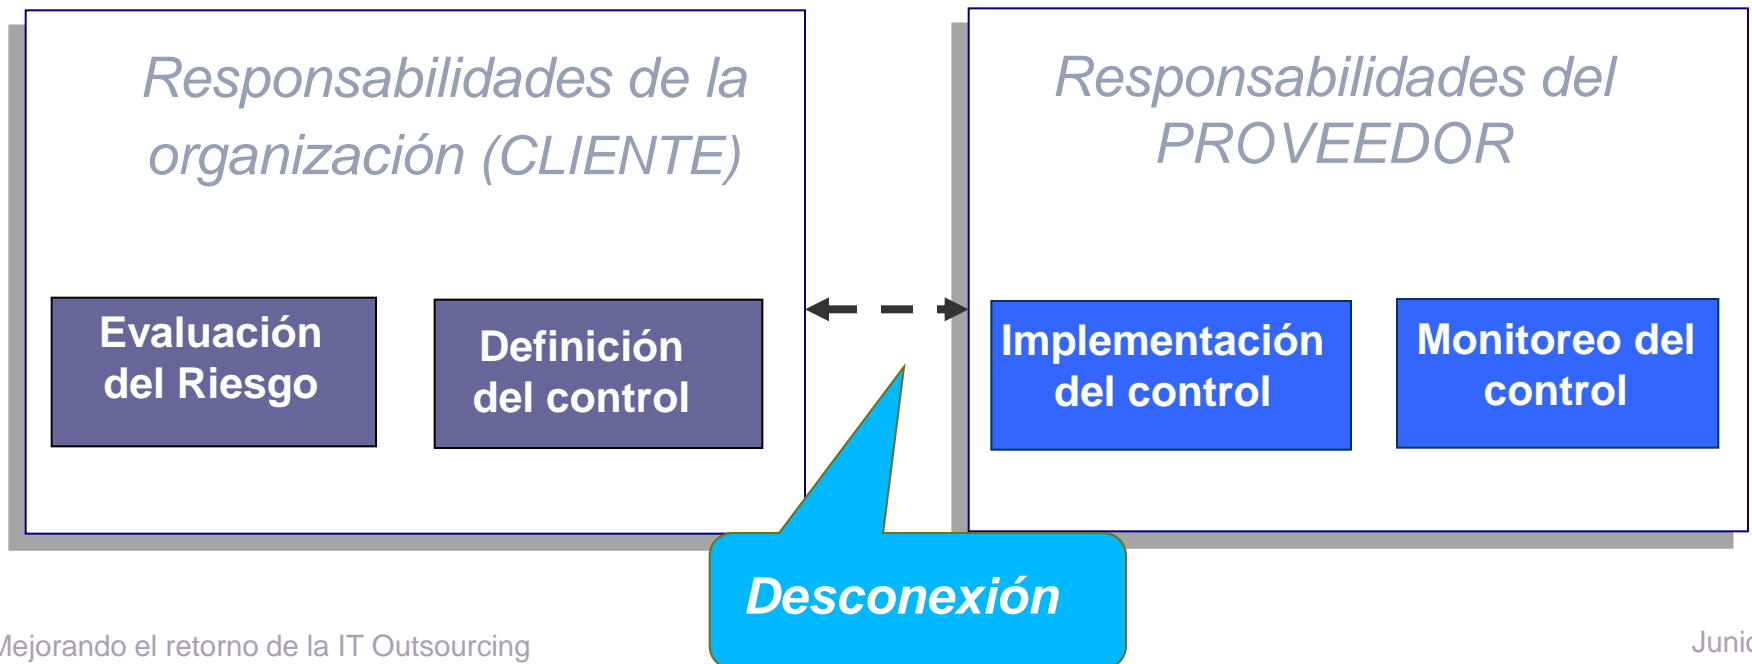 Responsabilidades de la
organización (CLIENTE)
Responsabilidades del
PROVEEDOR
Evaluación
del Riesgo
Definición
del control
Implementación
del control
Monitoreo del
control
Desconexión
Mejorando el retorno de la IT Outsourcing
Junio